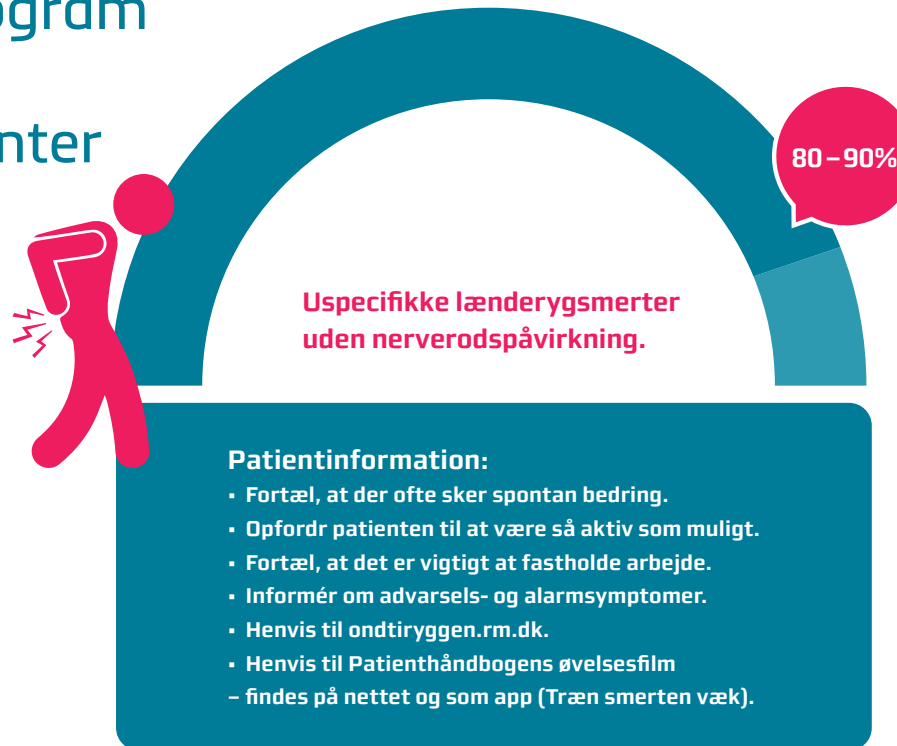 ogram
nter
80–90%
Uspecifikke lænderygsmerter
uden nerverodspåvirkning.
Patientinformation:
▪ Fortæl, at der ofte sker spontan bedring.
▪ Opfordr patienten til at være så aktiv som muligt.
▪ Fortæl, at det er vigtigt at fastholde arbejde.
▪ Informér om advarsels- og alarmsymptomer.
▪ Henvis til ondtiryggen.rm.dk.
▪ Henvis til Patienthåndbogens øvelsesfilm
– findes på nettet og som app (Træn smerten væk).